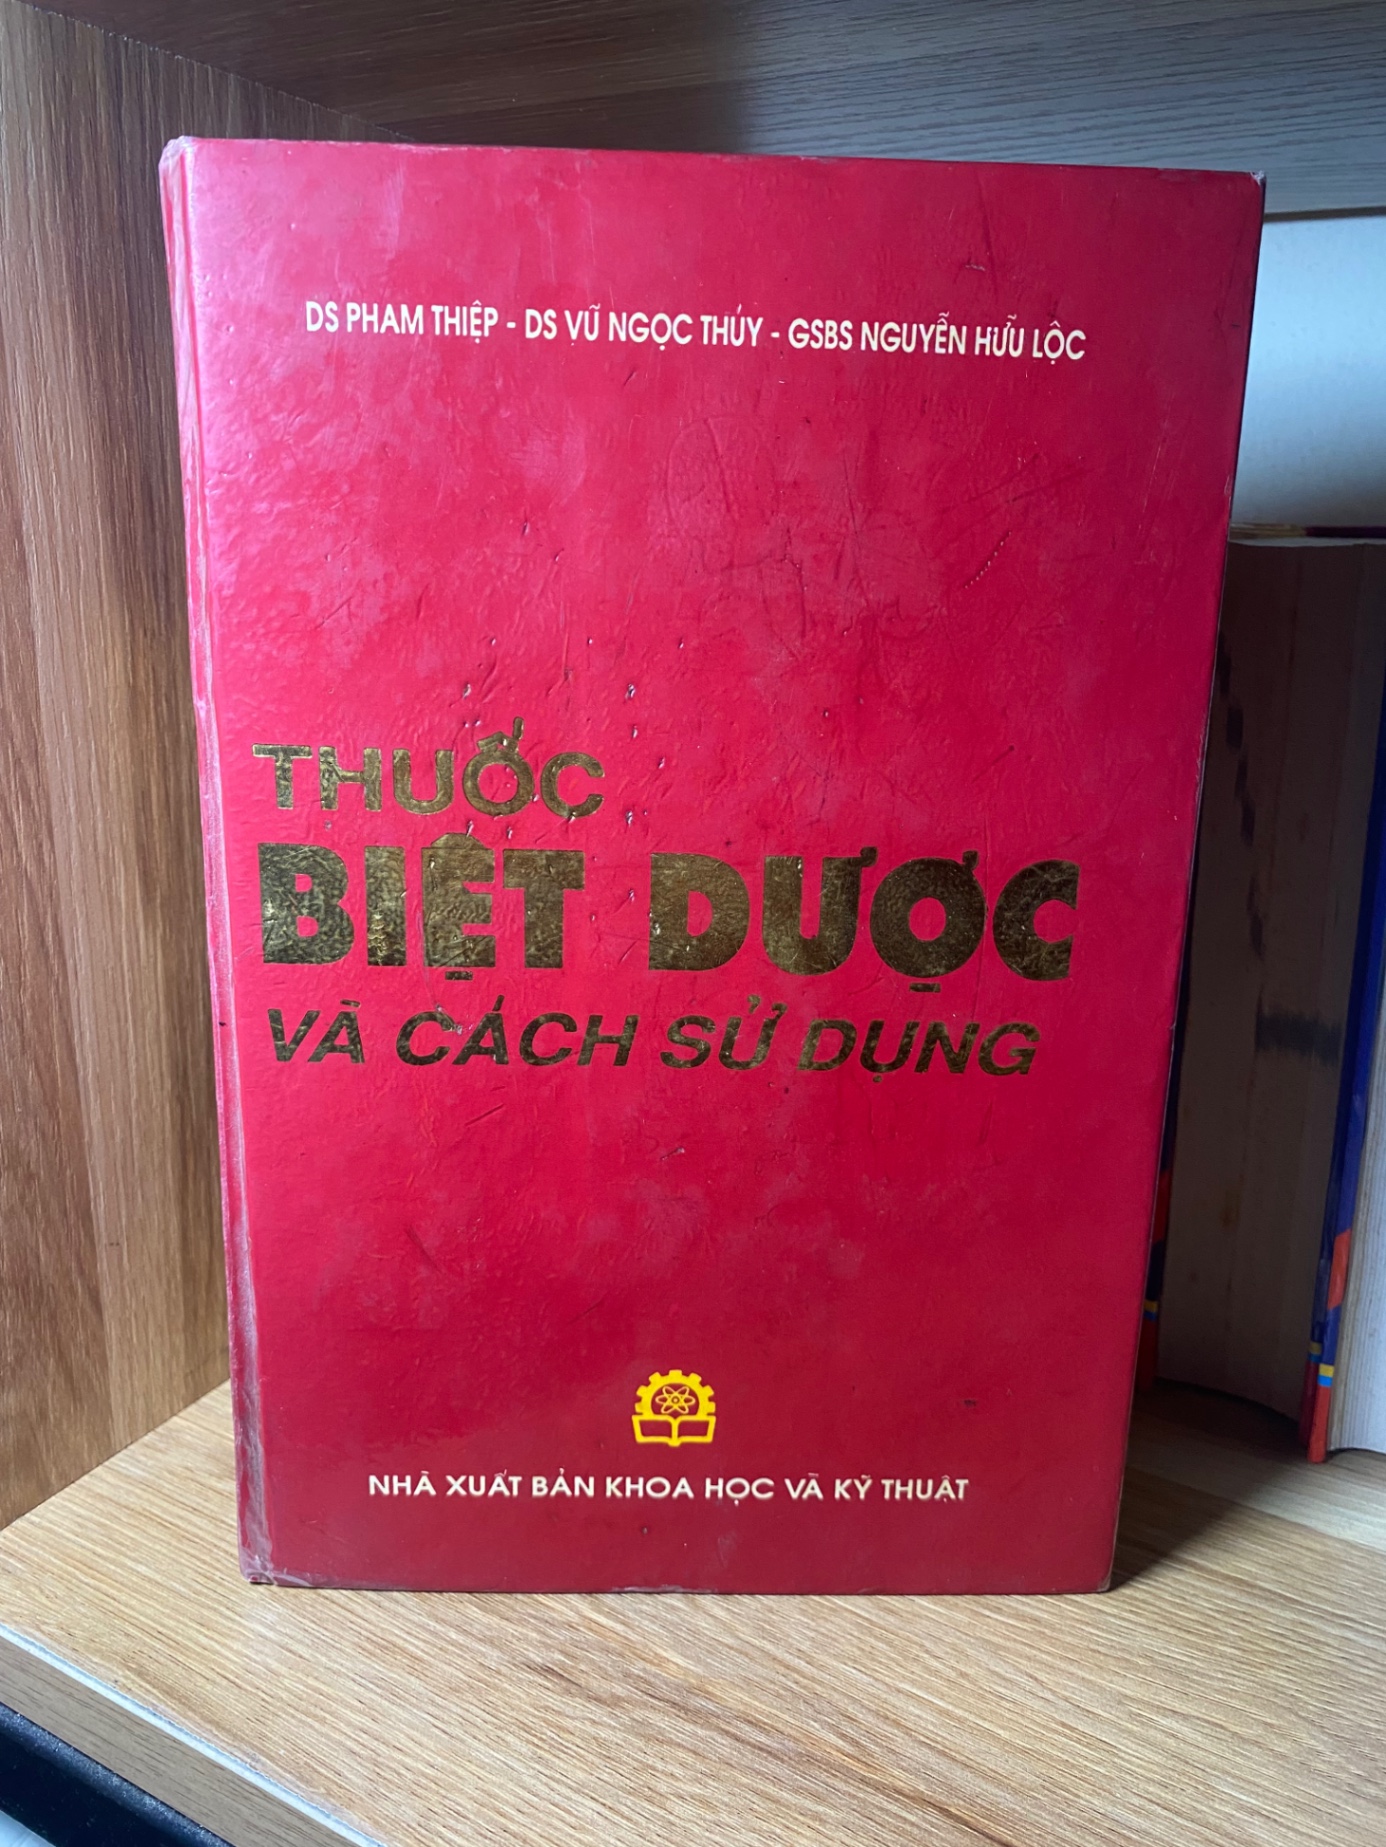 DS PHẠM THIỆP - DS VŨ NGỌC THÚY - GSBS NGUYỄN HỮU LỘC
THUỐC
BIỆT DƯỢC
VÀ CÁCH SỬ DỤNG
NHÀ XUẤT BẢN KHOA HỌC VÀ KỸ THUẬT